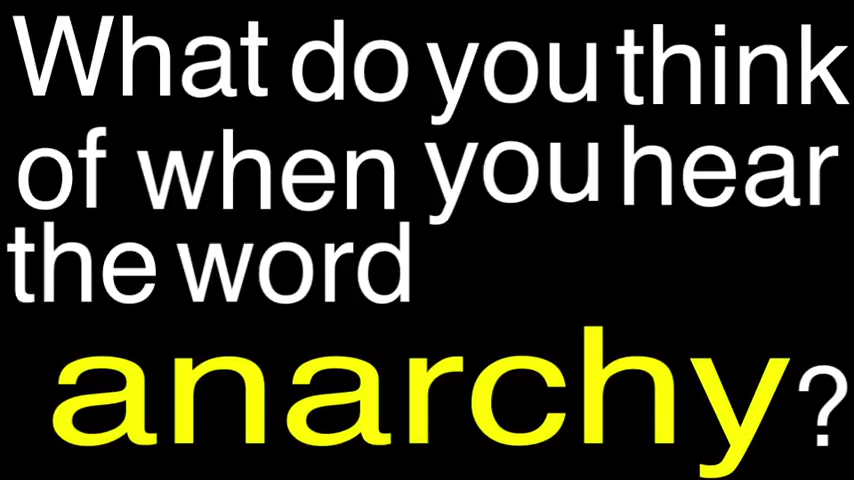 What do you think
of when you hear
the word
anarchy?